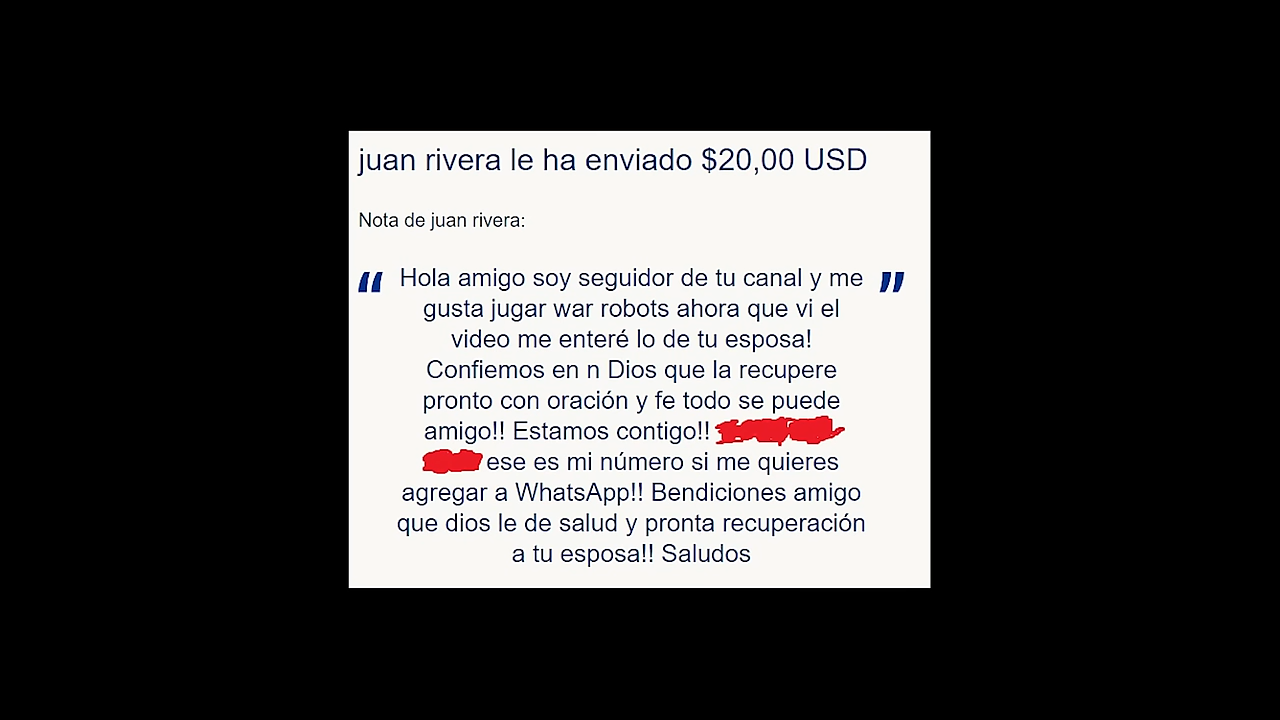 juan rivera le ha enviado $20,00 USD
Nota de juan rivera:
“ Hola amigo soy seguidor de tu canal y me ”
gusta jugar war robots ahora que vi el
video me enteré lo de tu esposa!
Confiemos en n Dios que la recupere
pronto con oración y fe todo se puede
amigo!! Estamos contigo!!
ese es mi número si me quieres
agregar a WhatsApp!! Bendiciones amigo
que dios le de salud y pronta recuperación
a tu esposa!! Saludos